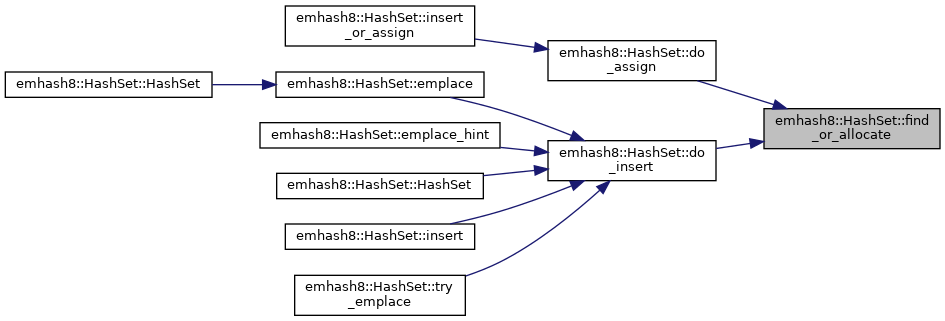 emhash8::HashSet::insert
_or_assign
emhash8::HashSet::do
_assign
emhash8::HashSet::HashSet
emhash8::HashSet::emplace
emhash8::HashSet::find
_or_allocate
emhash8::HashSet::emplace_hint
emhash8::HashSet::do
_insert
emhash8::HashSet::HashSet
emhash8::HashSet::insert
emhash8::HashSet::try
_emplace